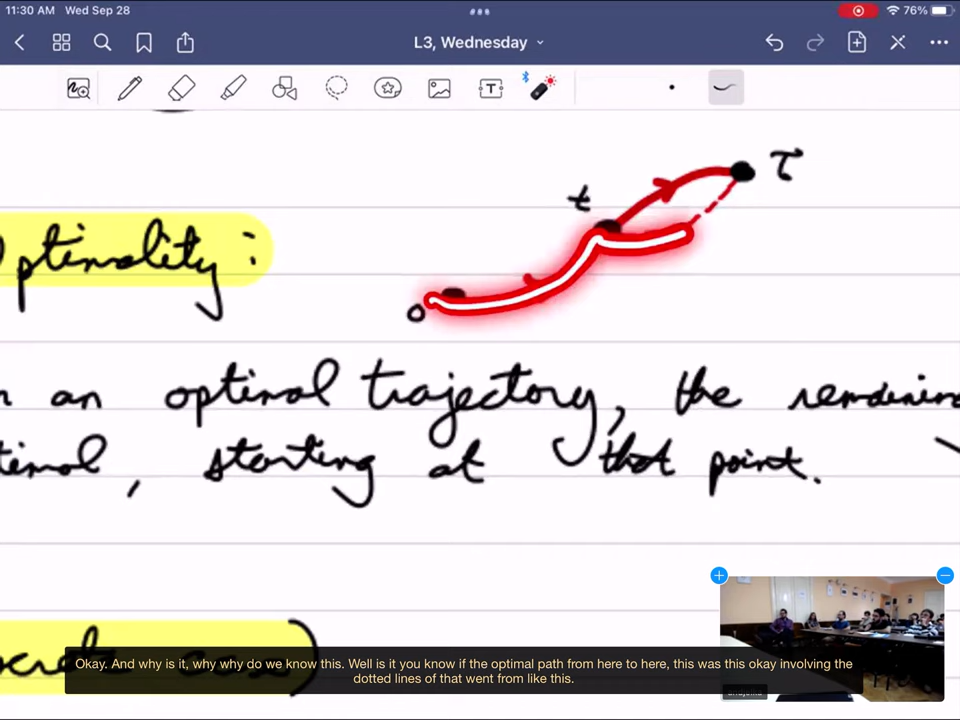 11:30 AM Wed Sep 28
76%
L3, Wednesday
T
t
τ
0
ptimality:
n an optimal trajectory, the remainin
timal, starting at that point.
crete case)
Okay. And why is it, why why do we know this. Well is it you know if the optimal path from here to here, this was this okay involving the
dotted lines of that went from like this.